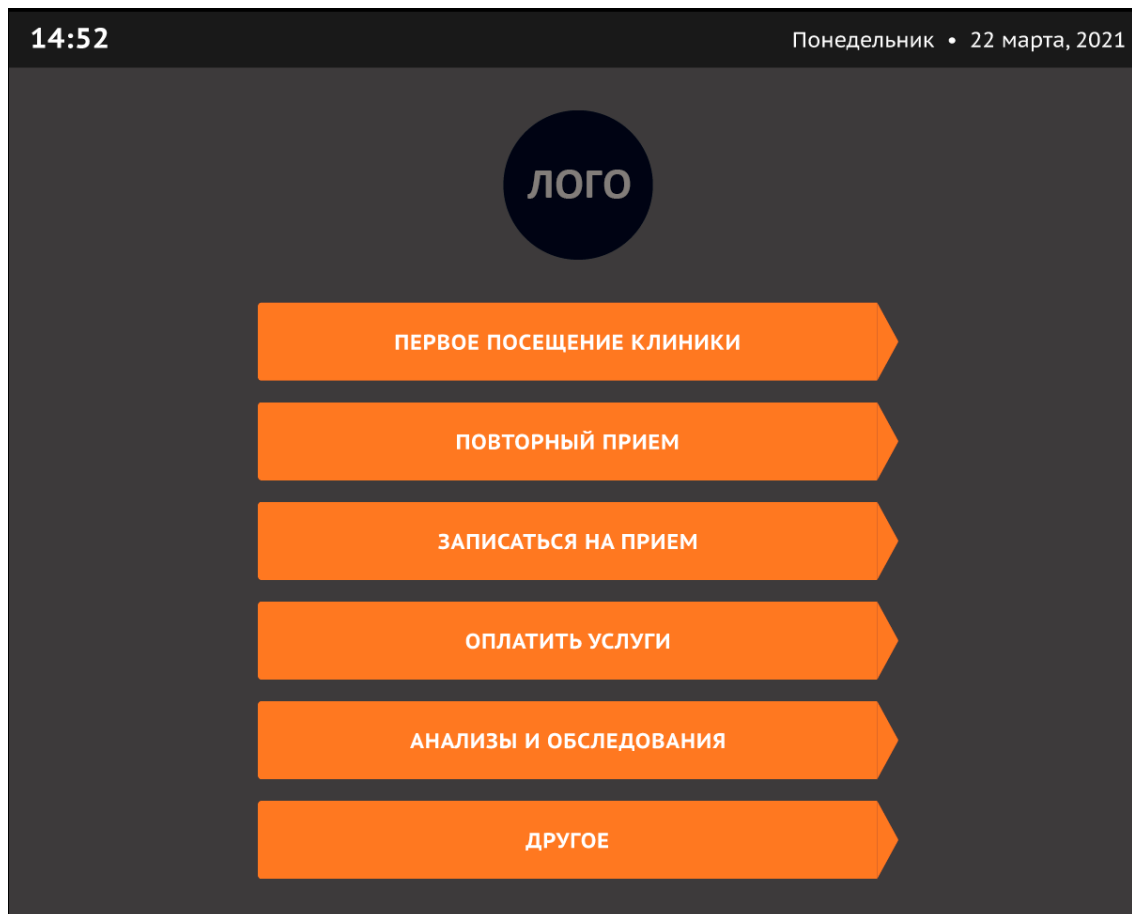 14:52
Понедельник • 22 марта, 2021
ЛОГО
ПЕРВОЕ ПОСЕЩЕНИЕ КЛИНИКИ
ПОВТОРНЫЙ ПРИЕМ
ЗАПИСАТЬСЯ НА ПРИЕМ
ОПЛАТИТЬ УСЛУГИ
АНАЛИЗЫ И ОБСЛЕДОВАНИЯ
ДРУГОЕ